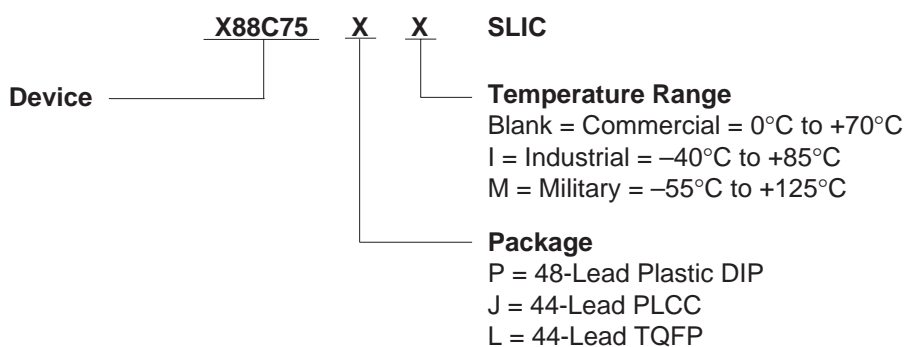 X88C75 X X SLIC
Device
Temperature Range
Blank = Commercial = 0°C to +70°C
I = Industrial = –40°C to +85°C
M = Military = –55°C to +125°C
Package
P = 48-Lead Plastic DIP
J = 44-Lead PLCC
L = 44-Lead TQFP